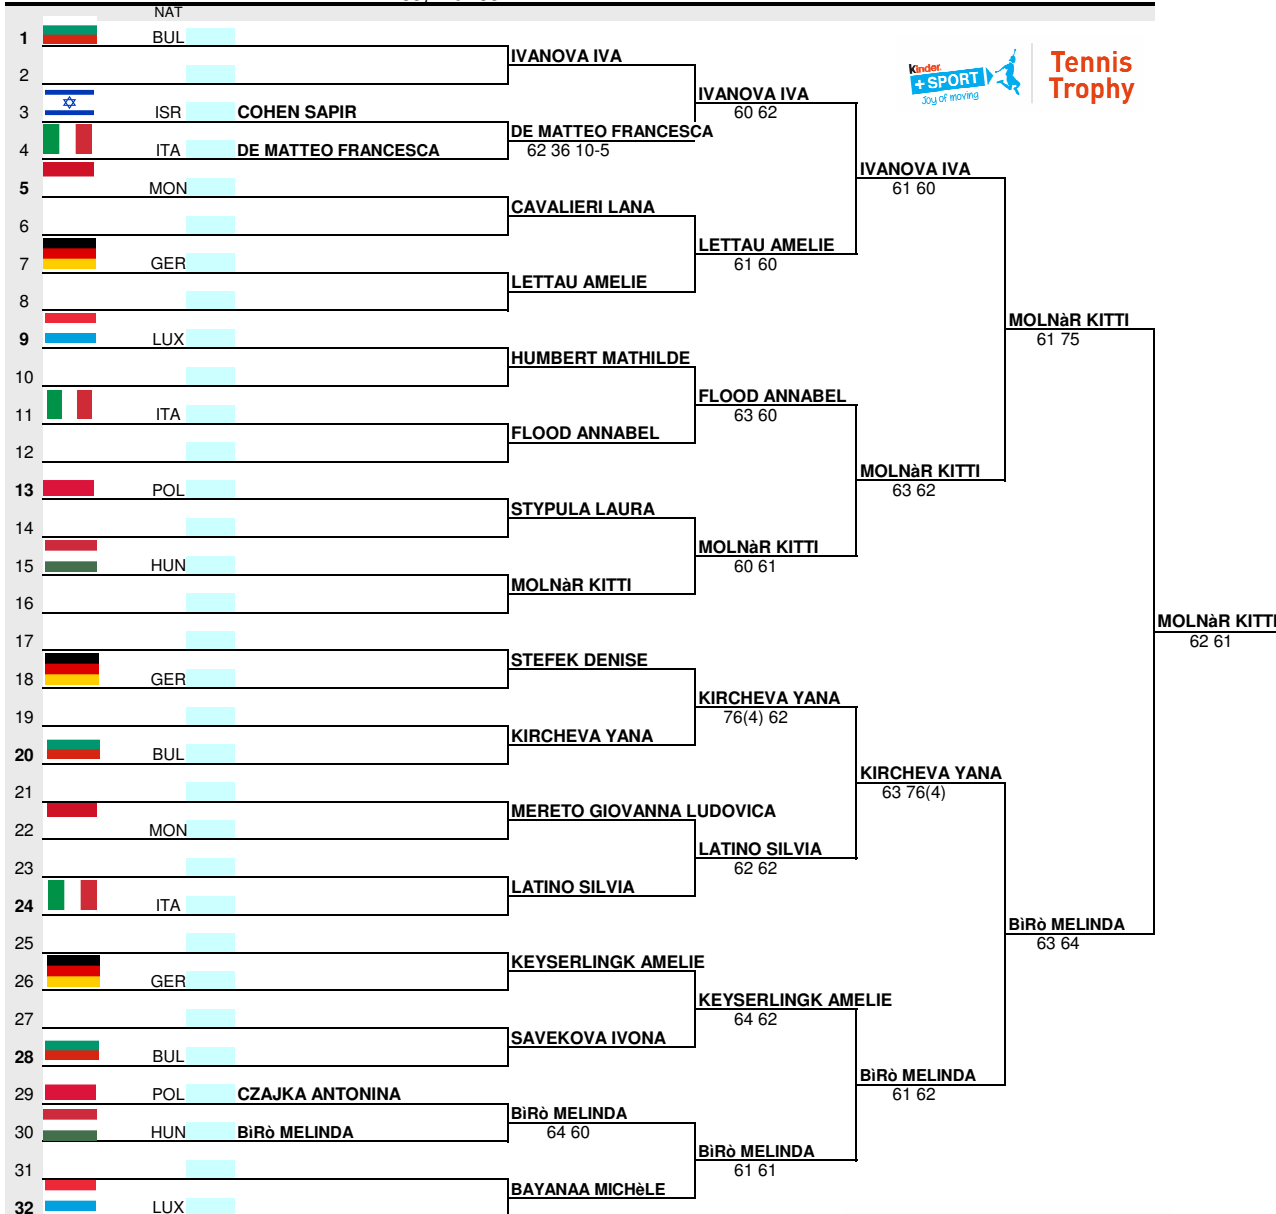 NAT
1 BUL
IVANOVA IVA
2
Kinder
+SPORT
Joy of moving
Tennis
Trophy
IVANOVA IVA
60 62
3 ISR COHEN SAPIR
DE MATTEO FRANCESCA
62 36 10-5
4 ITA DE MATTEO FRANCESCA
IVANOVA IVA
61 60
5 MON
CAVALIERI LANA
6
LETTAU AMELIE
61 60
7 GER
LETTAU AMELIE
8
MOLNàR KITTI
61 75
9 LUX
HUMBERT MATHILDE
10
FLOOD ANNABEL
63 60
11 ITA
FLOOD ANNABEL
12
MOLNàR KITTI
63 62
13 POL
STYPULA LAURA
14
MOLNàR KITTI
60 61
15 HUN
MOLNàR KITTI
16
MOLNàR KITTI
62 61
17
STEFEK DENISE
18 GER
KIRCHEVA YANA
76(4) 62
19
KIRCHEVA YANA
20 BUL
KIRCHEVA YANA
63 76(4)
21
MERETO GIOVANNA LUDOVICA
22 MON
LATINO SILVIA
62 62
23
LATINO SILVIA
24 ITA
BìRò MELINDA
63 64
25
KEYSERLINGK AMELIE
26 GER
KEYSERLINGK AMELIE
64 62
27
SAVEKOVA IVONA
28 BUL
BìRò MELINDA
61 62
29 POL CZAJKA ANTONINA
BìRò MELINDA
64 60
30 HUN BìRò MELINDA
BìRò MELINDA
61 61
31
BAYANAA MICHèLE
32 LUX